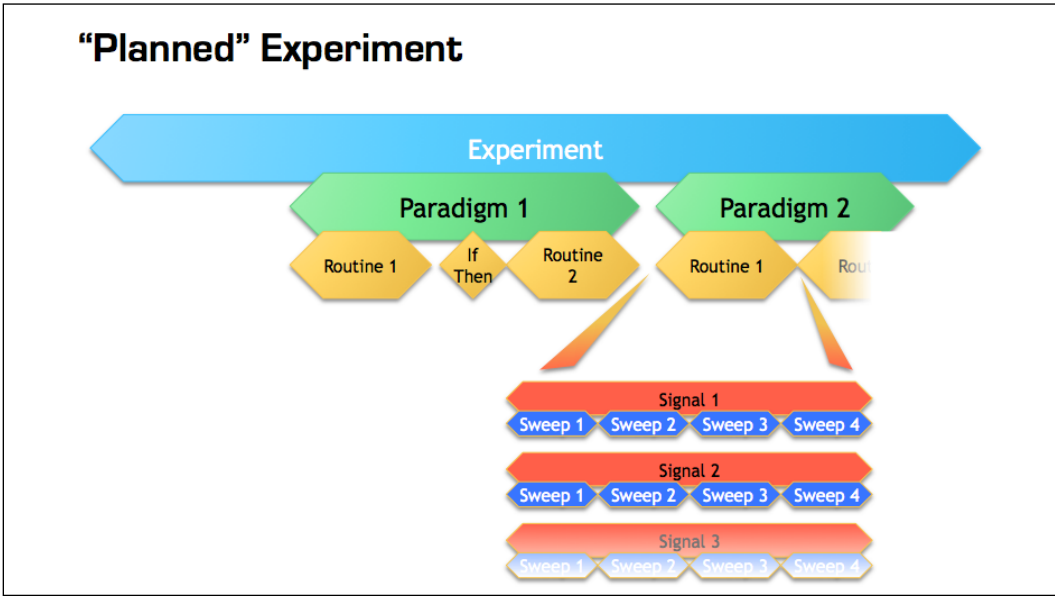 “Planned” Experiment
Experiment
Paradigm 1 Paradigm 2
Routine 1
If
Then
Routine
2
Routine 1
Rou
Signal 1
Sweep 1 Sweep 2 Sweep 3 Sweep 4
Signal 2
Sweep 1 Sweep 2 Sweep 3 Sweep 4
Signal 3
Sweep 1 Sweep 2 Sweep 3 Sweep 4